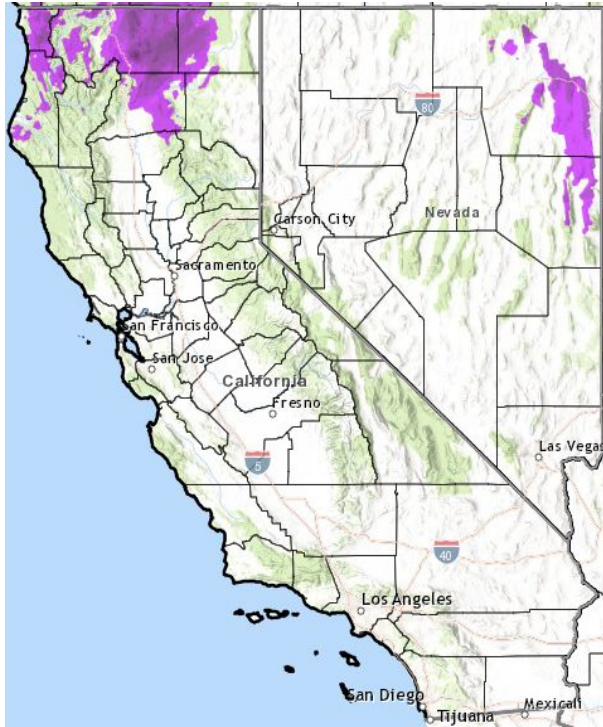 80
Nevada
Carson City
Sacramento
San Francisco
San Jose
California
Fresno
Las Vegas
5
40
Los Angeles
San Diego
Mexicali
Tijuana